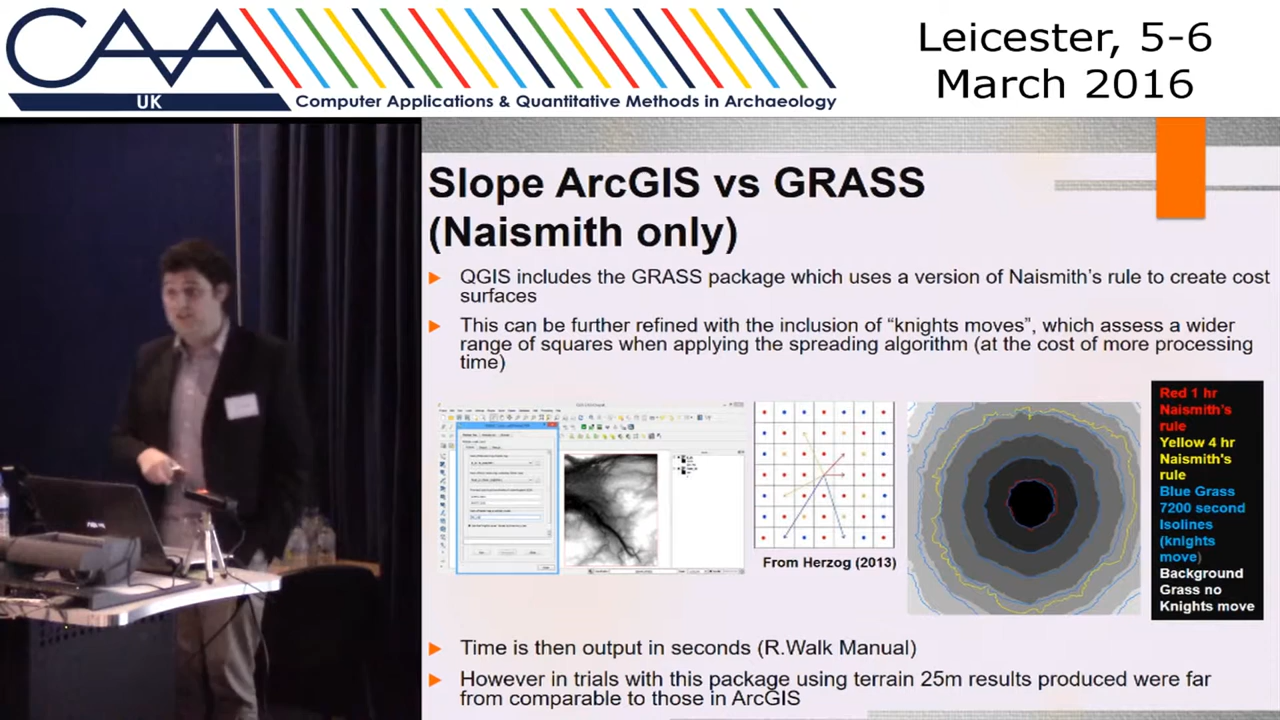 CAA
UK
Computer Applications & Quantitative Methods in Archaeology
Leicester, 5-6
March 2016
Slope ArcGIS vs GRASS
(Naismith only)
QGIS includes the GRASS package which uses a version of Naismith's rule to create cost
surfaces
This can be further refined with the inclusion of “knights moves”, which assess a wider
range of squares when applying the spreading algorithm (at the cost of more processing
time)
From Herzog (2013)
Red 1 hr
Naismith's
rule
Yellow 4 hr
Naismith's
rule
Blue Grass
7200 second
Isolines
(knights
move)
Background
Grass no
Knights move
Time is then output in seconds (R.Walk Manual)
However in trials with this package using terrain 25m results produced were far
from comparable to those in ArcGIS